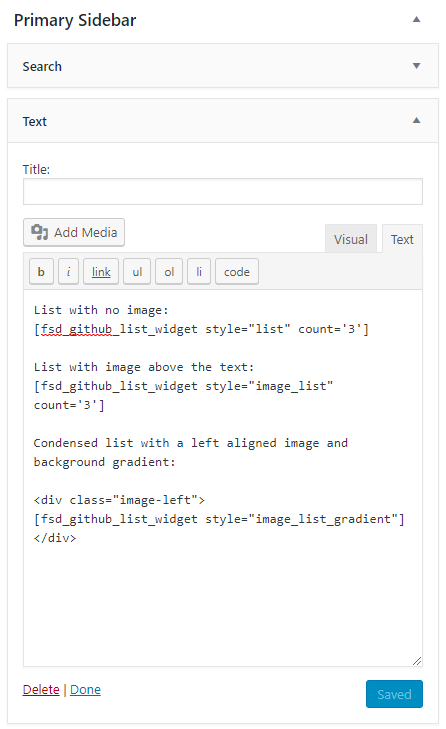 Primary Sidebar
Search
Text
Title:
Add Media
Visual Text
b i link ul ol li code
List with no image:
[fsd_github_list_widget style="list" count='3']
List with image above the text:
[fsd_github_list_widget style="image_list"
count='3']
Condensed list with a left aligned image and
background gradient:
<div class="image-left">
[fsd_github_list_widget style="image_list_gradient"]
</div>
Delete | Done
Saved